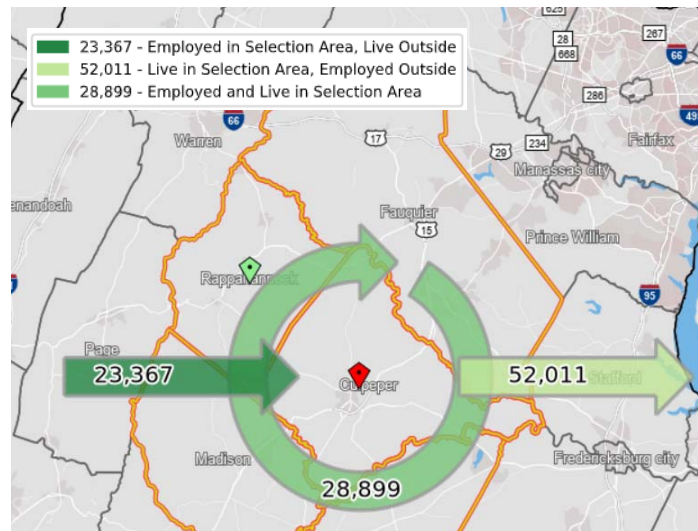 23,367 - Employed in Selection Area, Live Outside
52,011 - Live in Selection Area, Employed Outside
28,899 - Employed and Live in Selection Area
625
28
267
668
66
286
495
Warren
66
17
29
234
Fairfax
Manassas city
Fauquier
15
Prince William
Rappahannock
95
Page
23,367
Culpeper
52,011
Stafford
Madison
28,899
Fredericksburg city